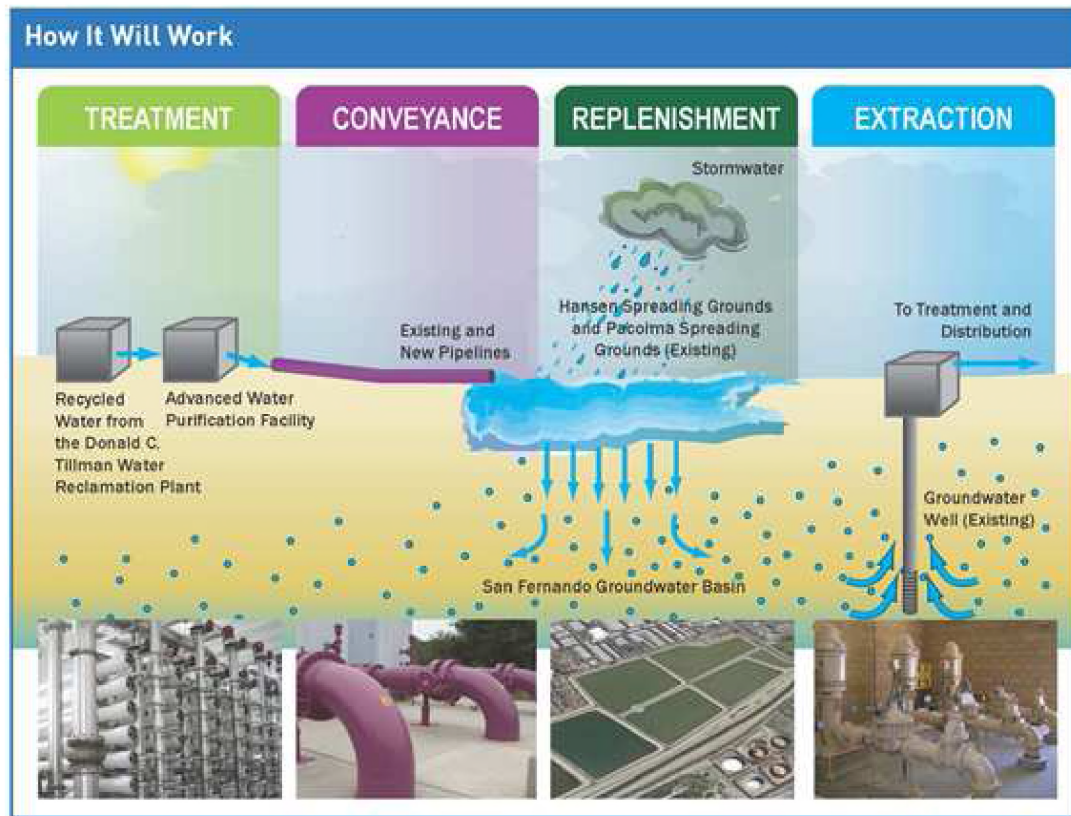 How It Will Work
TREATMENT
CONVEYANCE
REPLENISHMENT
EXTRACTION
Stormwater
Hansen Spreading Grounds
and Pacoima Spreading
Grounds (Existing)
Existing and
New Pipelines
To Treatment and
Distribution
Recycled
Water from
the Donald C.
Tillman Water
Reclamation Plant
Advanced Water
Purification Facility
Groundwater
Well (Existing)
San Fernando Groundwater Basin